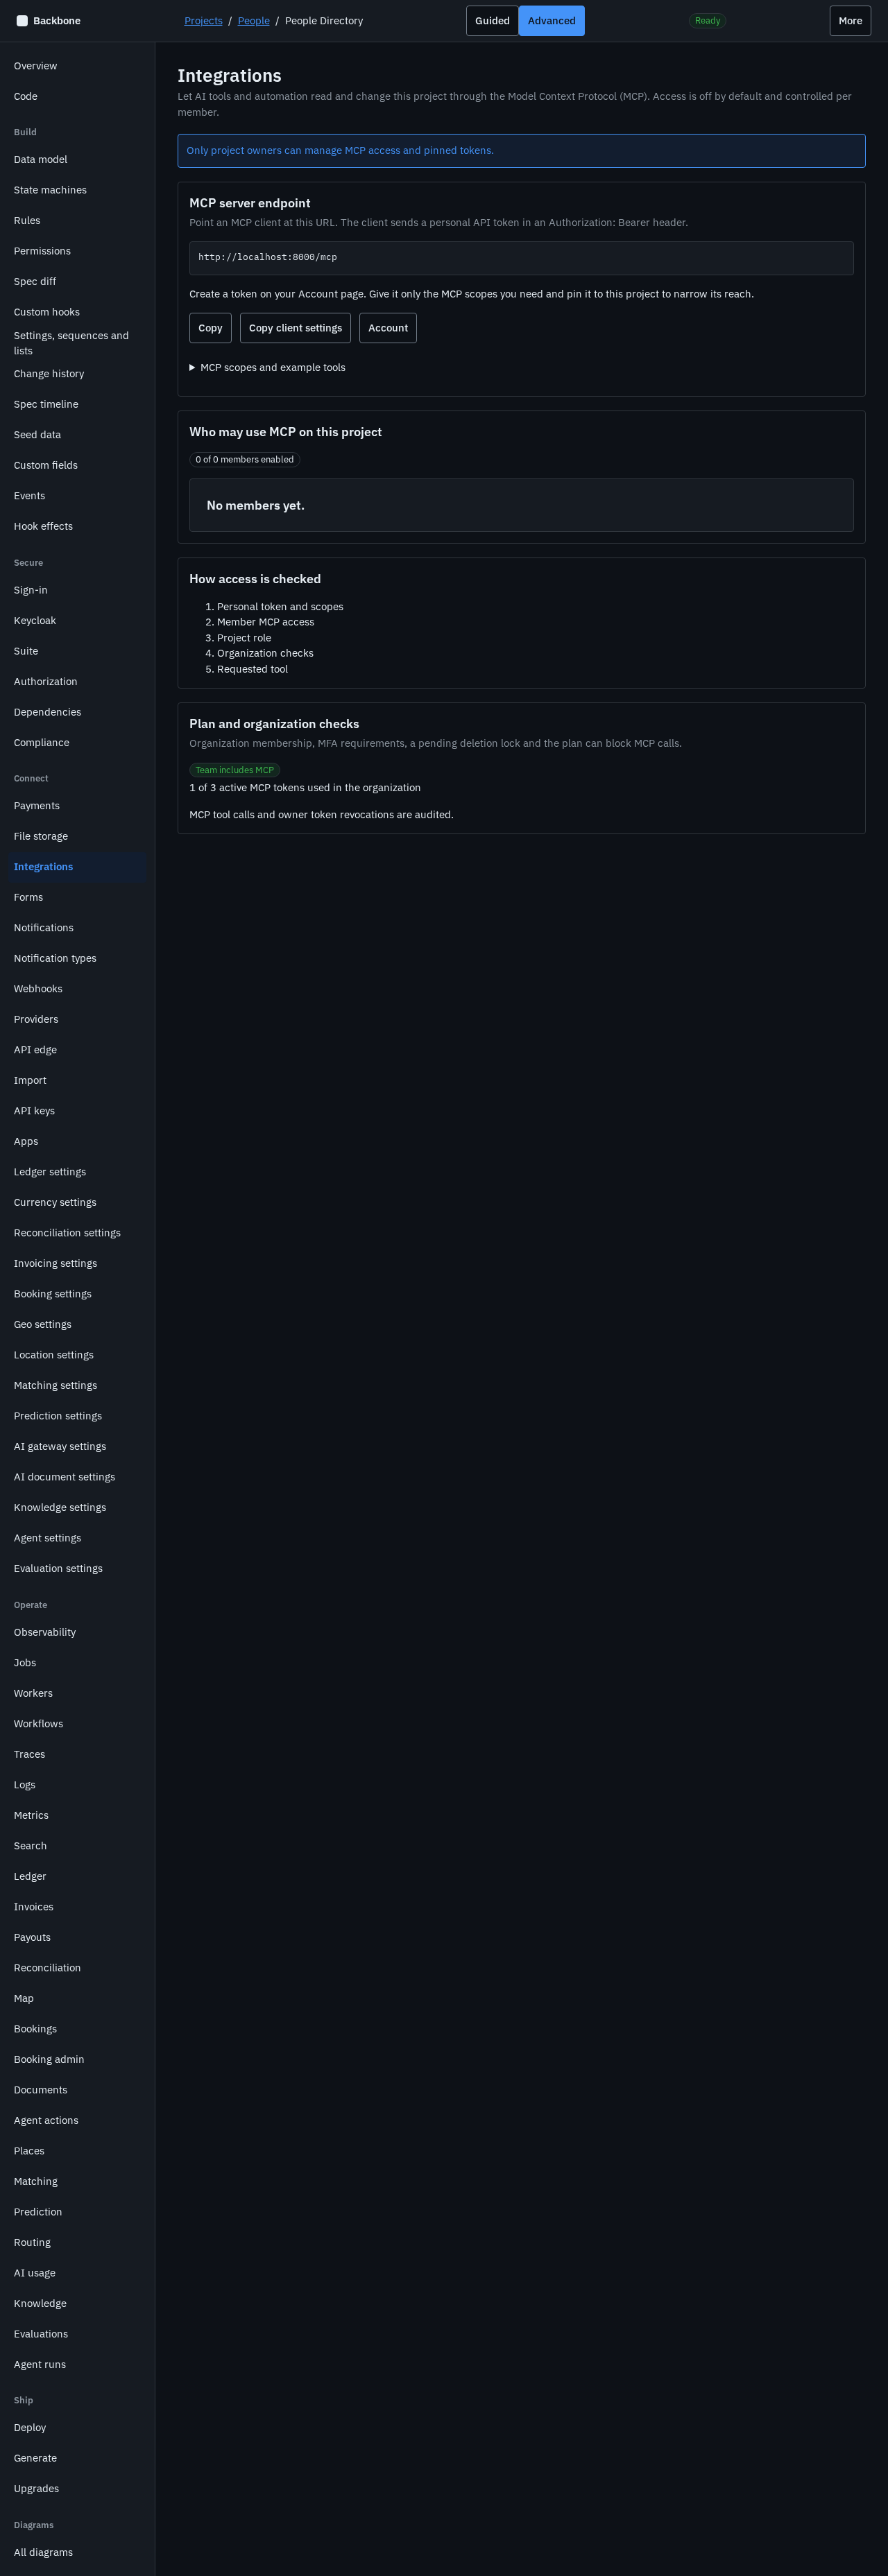 Backbone
Projects / People / People Directory
Guided
Advanced
Ready
More
Overview
Code
Build
Data model
State machines
Rules
Permissions
Spec diff
Custom hooks
Settings, sequences and
lists
Change history
Spec timeline
Seed data
Custom fields
Events
Hook effects
Secure
Sign-in
Keycloak
Suite
Authorization
Dependencies
Compliance
Connect
Payments
File storage
Integrations
Forms
Notifications
Notification types
Webhooks
Providers
API edge
Import
API keys
Apps
Ledger settings
Currency settings
Reconciliation settings
Invoicing settings
Booking settings
Geo settings
Location settings
Matching settings
Prediction settings
AI gateway settings
AI document settings
Knowledge settings
Agent settings
Evaluation settings
Operate
Observability
Jobs
Workers
Workflows
Traces
Logs
Metrics
Search
Ledger
Invoices
Payouts
Reconciliation
Map
Bookings
Booking admin
Documents
Agent actions
Places
Matching
Prediction
Routing
AI usage
Knowledge
Evaluations
Agent runs
Ship
Deploy
Generate
Upgrades
Diagrams
All diagrams
Integrations
Let AI tools and automation read and change this project through the Model Context Protocol (MCP). Access is off by default and controlled per
member.
Only project owners can manage MCP access and pinned tokens.
MCP server endpoint
Point an MCP client at this URL. The client sends a personal API token in an Authorization: Bearer header.
http://localhost:8000/mcp
Create a token on your Account page. Give it only the MCP scopes you need and pin it to this project to narrow its reach.
Copy
Copy client settings
Account
MCP scopes and example tools
Who may use MCP on this project
0 of 0 members enabled
No members yet.
How access is checked
1. Personal token and scopes
2. Member MCP access
3. Project role
4. Organization checks
5. Requested tool
Plan and organization checks
Organization membership, MFA requirements, a pending deletion lock and the plan can block MCP calls.
Team includes MCP
1 of 3 active MCP tokens used in the organization
MCP tool calls and owner token revocations are audited.